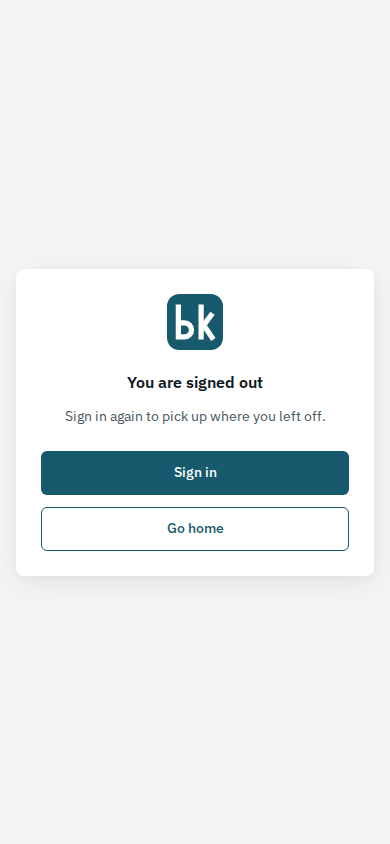 bk
You are signed out
Sign in again to pick up where you left off.
Sign in
Go home